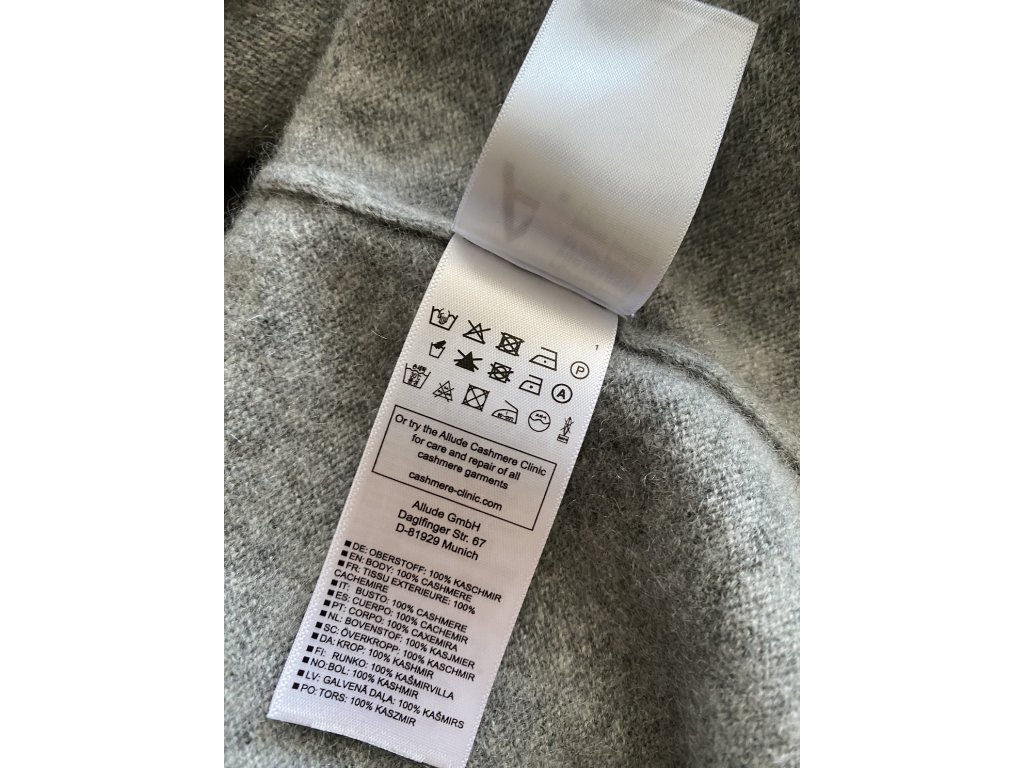 1
P
A
Or try the Allude Cashmere Clinic
for care and repair of all
cashmere garments
cashmere-clinic.com
Allude GmbH
Daglfinger Str. 67
D-81929 Munich
DE: OBERSTOFF: 100% KASCHMIR
EN: BODY: 100% CASHMERE
FR: TISSU EXTERIEURE: 100%
CACHEMIRE
IT: BUSTO: 100% CASHMERE
ES: CUERPO: 100% CACHEMIR
PT: CORPO: 100% CAXEMIRA
NL: BOVENSTOF: 100% KASJMIER
SC: ÖVERKROPP: 100% KASCHMIR
DA: KROP: 100% KASHMIR
FI: RUNKO: 100% KAŠMIRVILLA
NO: BOL: 100% KASHMIR
LV: GALVENĀ DAĻA: 100% KAŠMIRS
PO: TORS: 100% KASZMIR